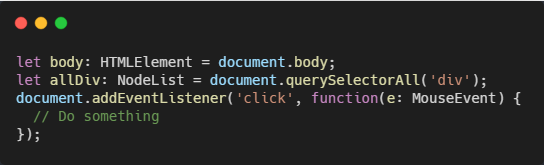 let body: HTMLElement = document.body;
let allDiv: NodeList = document.querySelectorAll('div');
document.addEventListener('click', function(e: MouseEvent) {
  // Do something
});